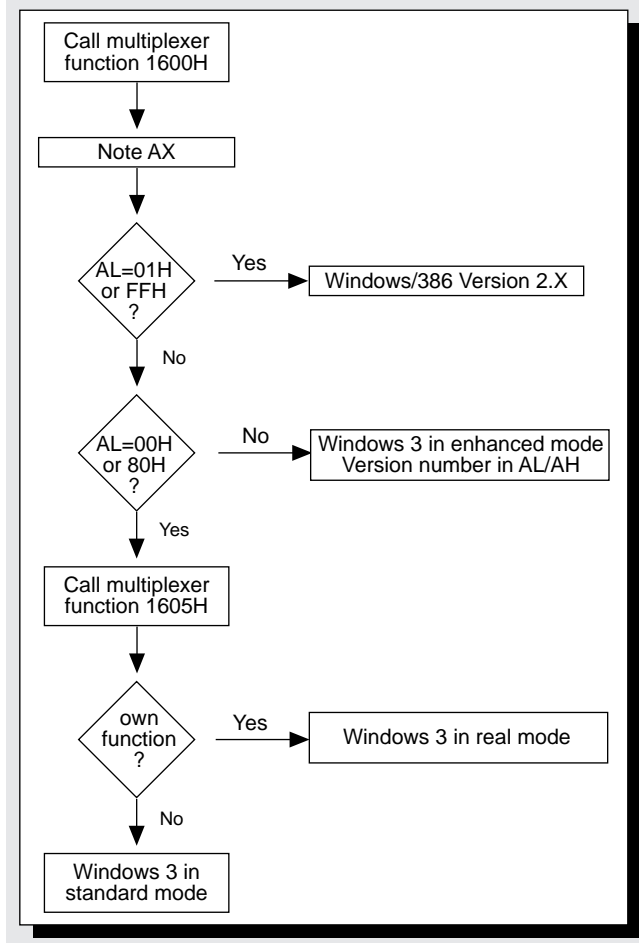 Call multiplexer
function 1600H
Note AX
AL=01H
or FFH
?
Yes
Windows/386 Version 2.X
No
AL=00H
or 80H
?
No
Windows 3 in enhanced mode
Version number in AL/AH
Yes
Call multiplexer
function 1605H
own
function
?
Yes
Windows 3 in real mode
No
Windows 3 in
standard mode